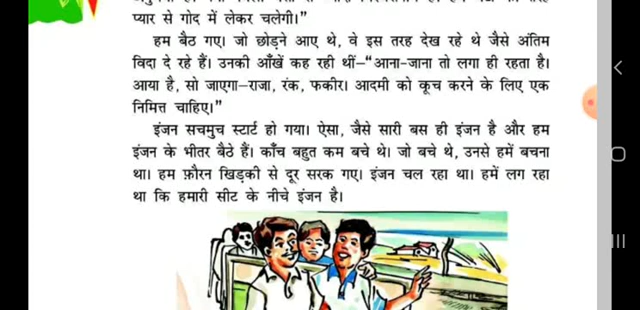 प्यार से गोद में लेकर चलेगी।"
हम बैठ गए। जो छोड़ने आए थे, वे इस तरह देख रहे थे जैसे अंतिम
विदा दे रहे हैं। उनकी आँखें कह रही थीं–"आना-जाना तो लगा ही रहता है।
आया है, सो जाएगा–राजा, रंक, फकीर। आदमी को कूच करने के लिए एक
निमित्त चाहिए।"
इंजन सचमुच स्टार्ट हो गया। ऐसा, जैसे सारी बस ही इंजन है और हम
इंजन के भीतर बैठे हैं। काँच बहुत कम बचे थे। जो बचे थे, उनसे हमें बचना
था। हम फ़ौरन खिड़की से दूर सरक गए। इंजन चल रहा था। हमें लग रहा
था कि हमारी सीट के नीचे इंजन है।